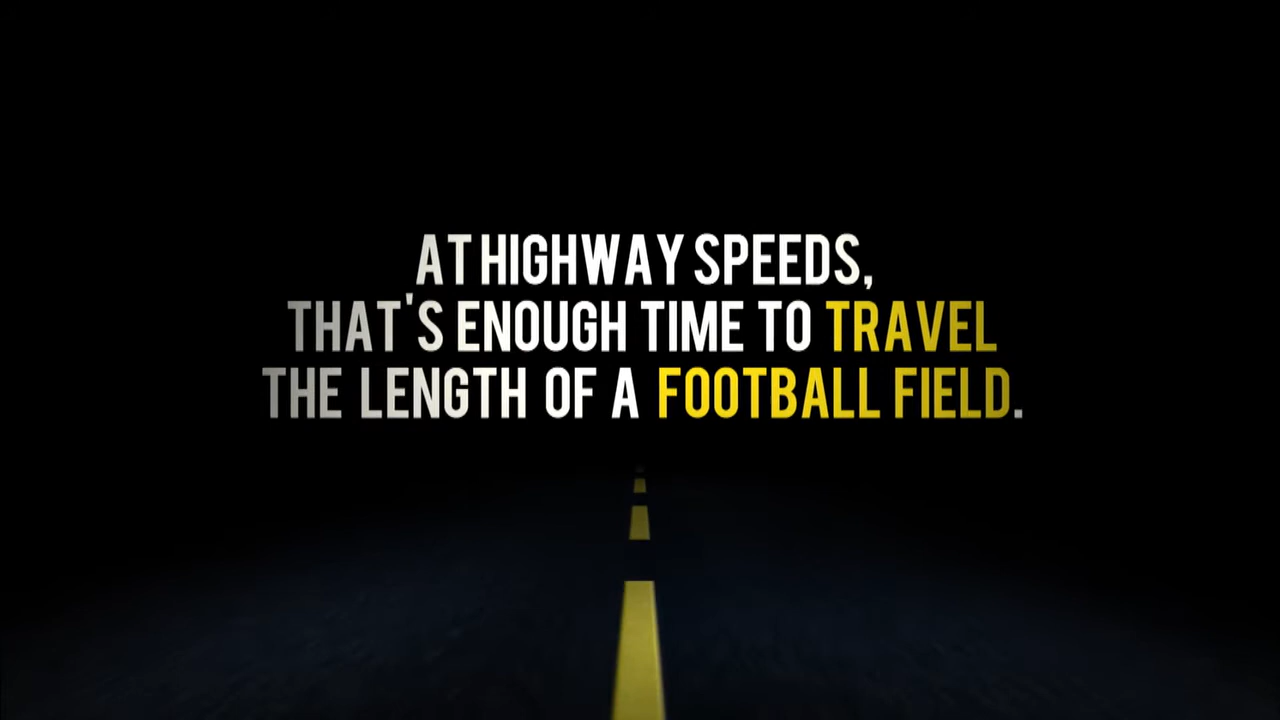 AT HIGHWAY SPEEDS,
THAT'S ENOUGH TIME TO TRAVEL
THE LENGTH OF A FOOTBALL FIELD.